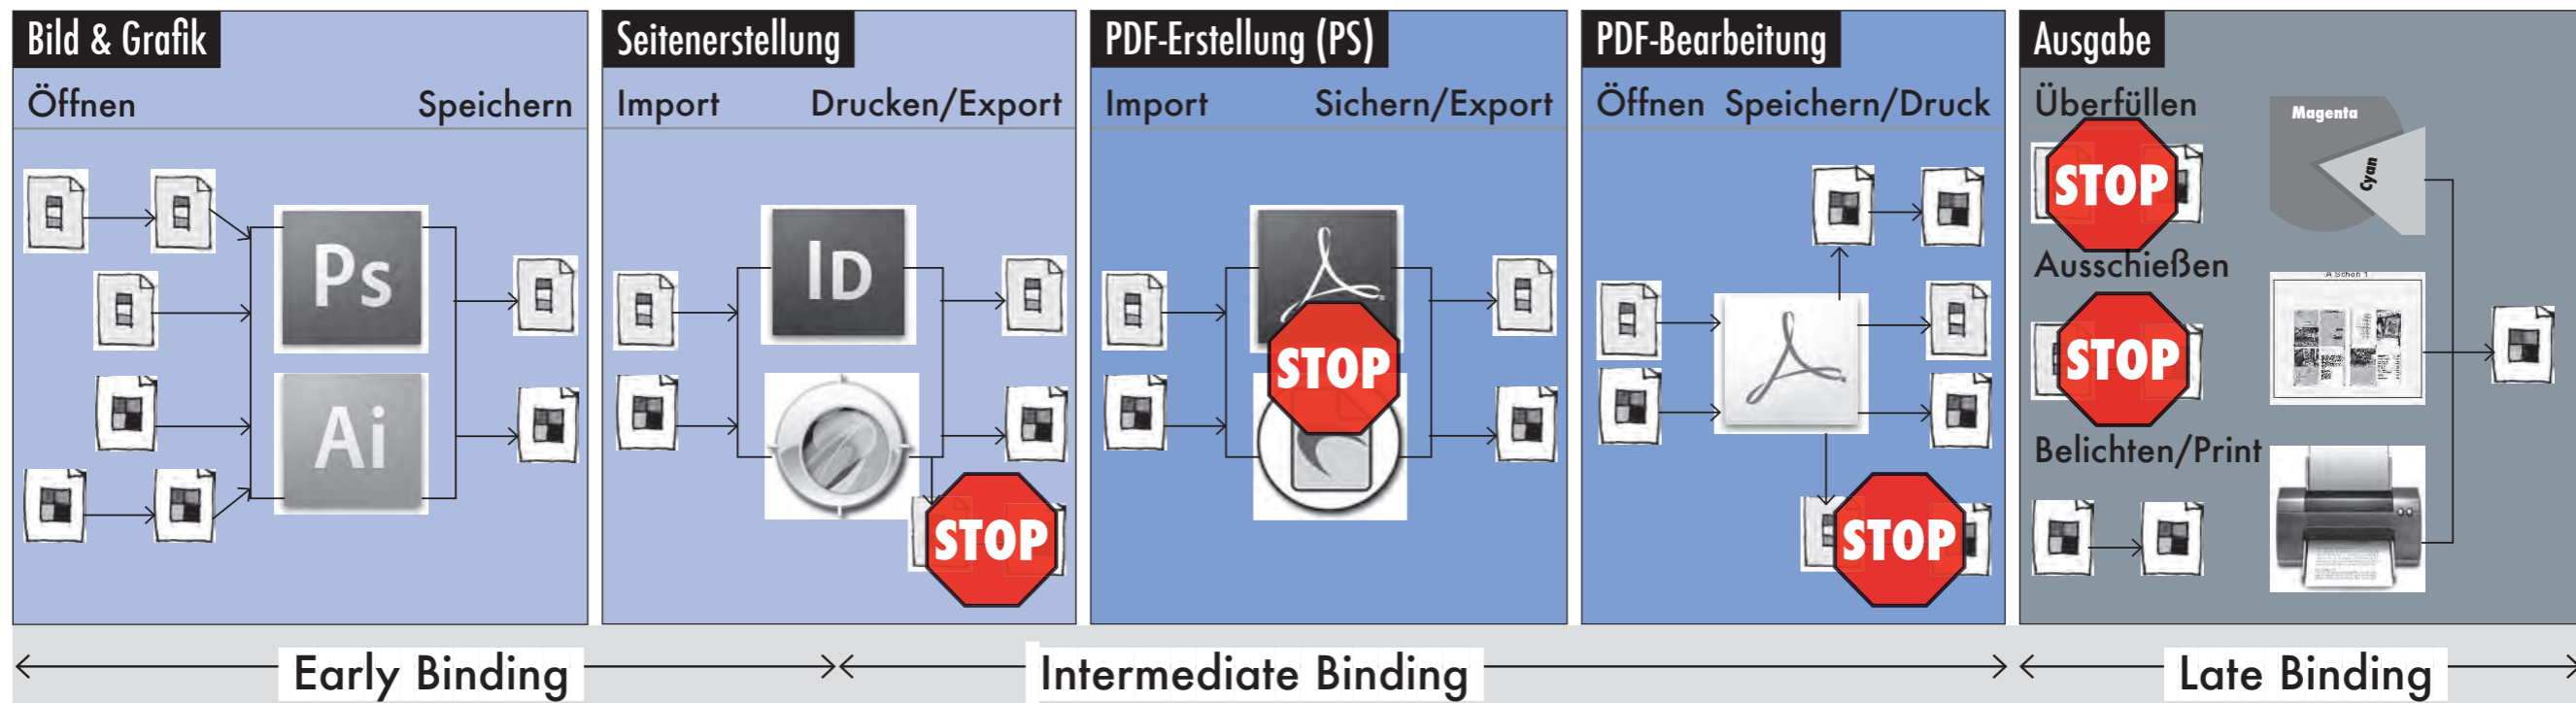 Bild & Grafik
Öffnen Speichern
Ps
Ai
Seitenerstellung
Import Drucken/Export
ID
STOP
PDF-Erstellung (PS)
Import Sichern/Export
STOP
PDF-Bearbeitung
Öffnen Speichern/Druck
STOP
Ausgabe
Überfüllen
STOP
Magenta
Cyan
Ausschießen
STOP
A Schön 1
Belichten/Print
Early Binding
Intermediate Binding
Late Binding